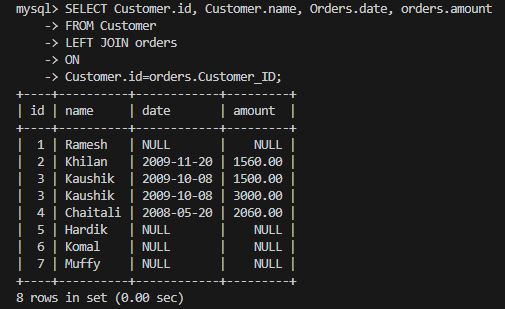 mysql> SELECT Customer.id, Customer.name, Orders.date, orders.amount
    -> FROM Customer
    -> LEFT JOIN orders
    -> ON
    -> Customer.id=orders.Customer_ID;
+----+----------+------------+---------+
| id | name     | date       | amount  |
+----+----------+------------+---------+
|  1 | Ramesh   | NULL       |    NULL |
|  2 | Khilan   | 2009-11-20 | 1560.00 |
|  3 | Kaushik  | 2009-10-08 | 1500.00 |
|  3 | Kaushik  | 2009-10-08 | 3000.00 |
|  4 | Chaitali | 2008-05-20 | 2060.00 |
|  5 | Hardik   | NULL       |    NULL |
|  6 | Komal    | NULL       |    NULL |
|  7 | Muffy    | NULL       |    NULL |
+----+----------+------------+---------+
8 rows in set (0.00 sec)